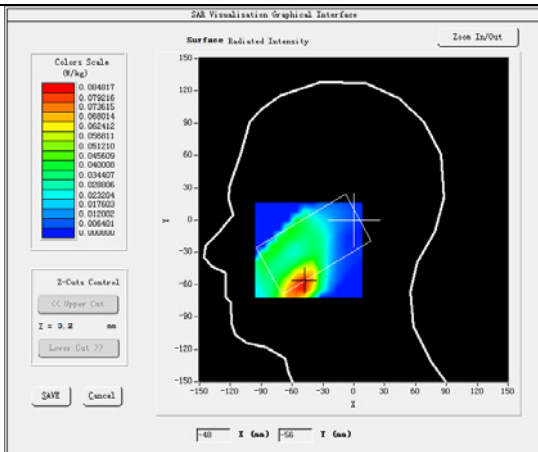 SAR Visualisation Graphical Interface
Surface Radiated Intensity
Zoom In/Out
Colors Scale
(W/kg)
0.084817
0.079216
0.073615
0.068014
0.062412
0.056811
0.051210
0.045609
0.040008
0.034407
0.028806
0.023204
0.017603
0.012002
0.006401
0.000800
150
120
90
60
30
0
-30
-60
-90
-120
-150
Y
-150 -120 -90 -60 -30 0 30 60 90 120 150
X
Z-Cuts Control
<< Upper Cut
Z = 0.2 mm
Lower Cut >>
SAVE
Cancel
-48 X (mm) -56 Y (mm)